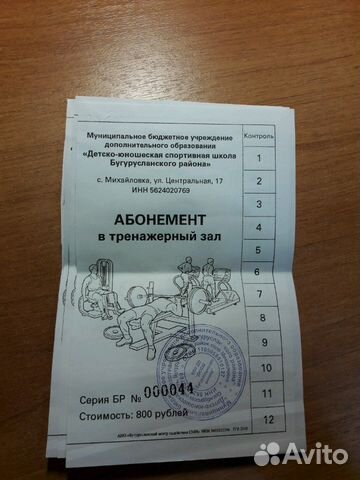 Муниципальное бюджетное учреждение
дополнительного образования
«Детско-юношеская спортивная школа
Бугурусланского района»
с. Михайловка, ул. Центральная, 17
ИНН 5624020769
АБОНЕМЕНТ
в тренажерный зал
Серия БР № 000044
Стоимость: 800 рублей
Контроль
1
2
3
4
5
6
7
8
9
10
11
12
Avito